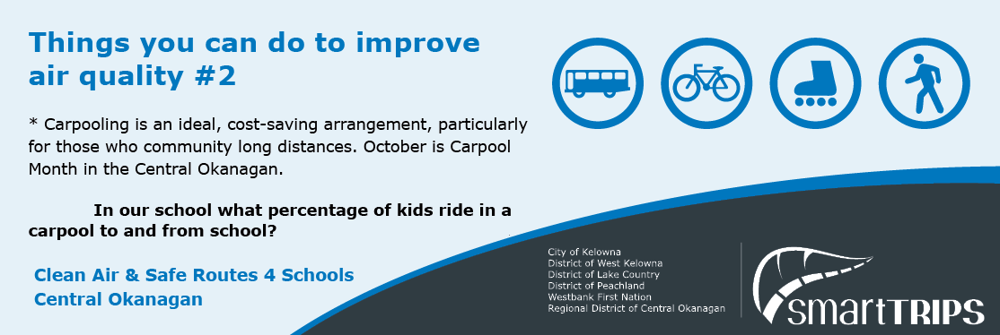 Things you can do to improve
air quality #2
* Carpooling is an ideal, cost-saving arrangement, particularly
for those who community long distances. October is Carpool
Month in the Central Okanagan.
In our school what percentage of kids ride in a
carpool to and from school?
Clean Air & Safe Routes 4 Schools
Central Okanagan
City of Kelowna
District of West Kelowna
District of Lake Country
District of Peachland
Westbank First Nation
Regional District of Central Okanagan
smartTRIPS